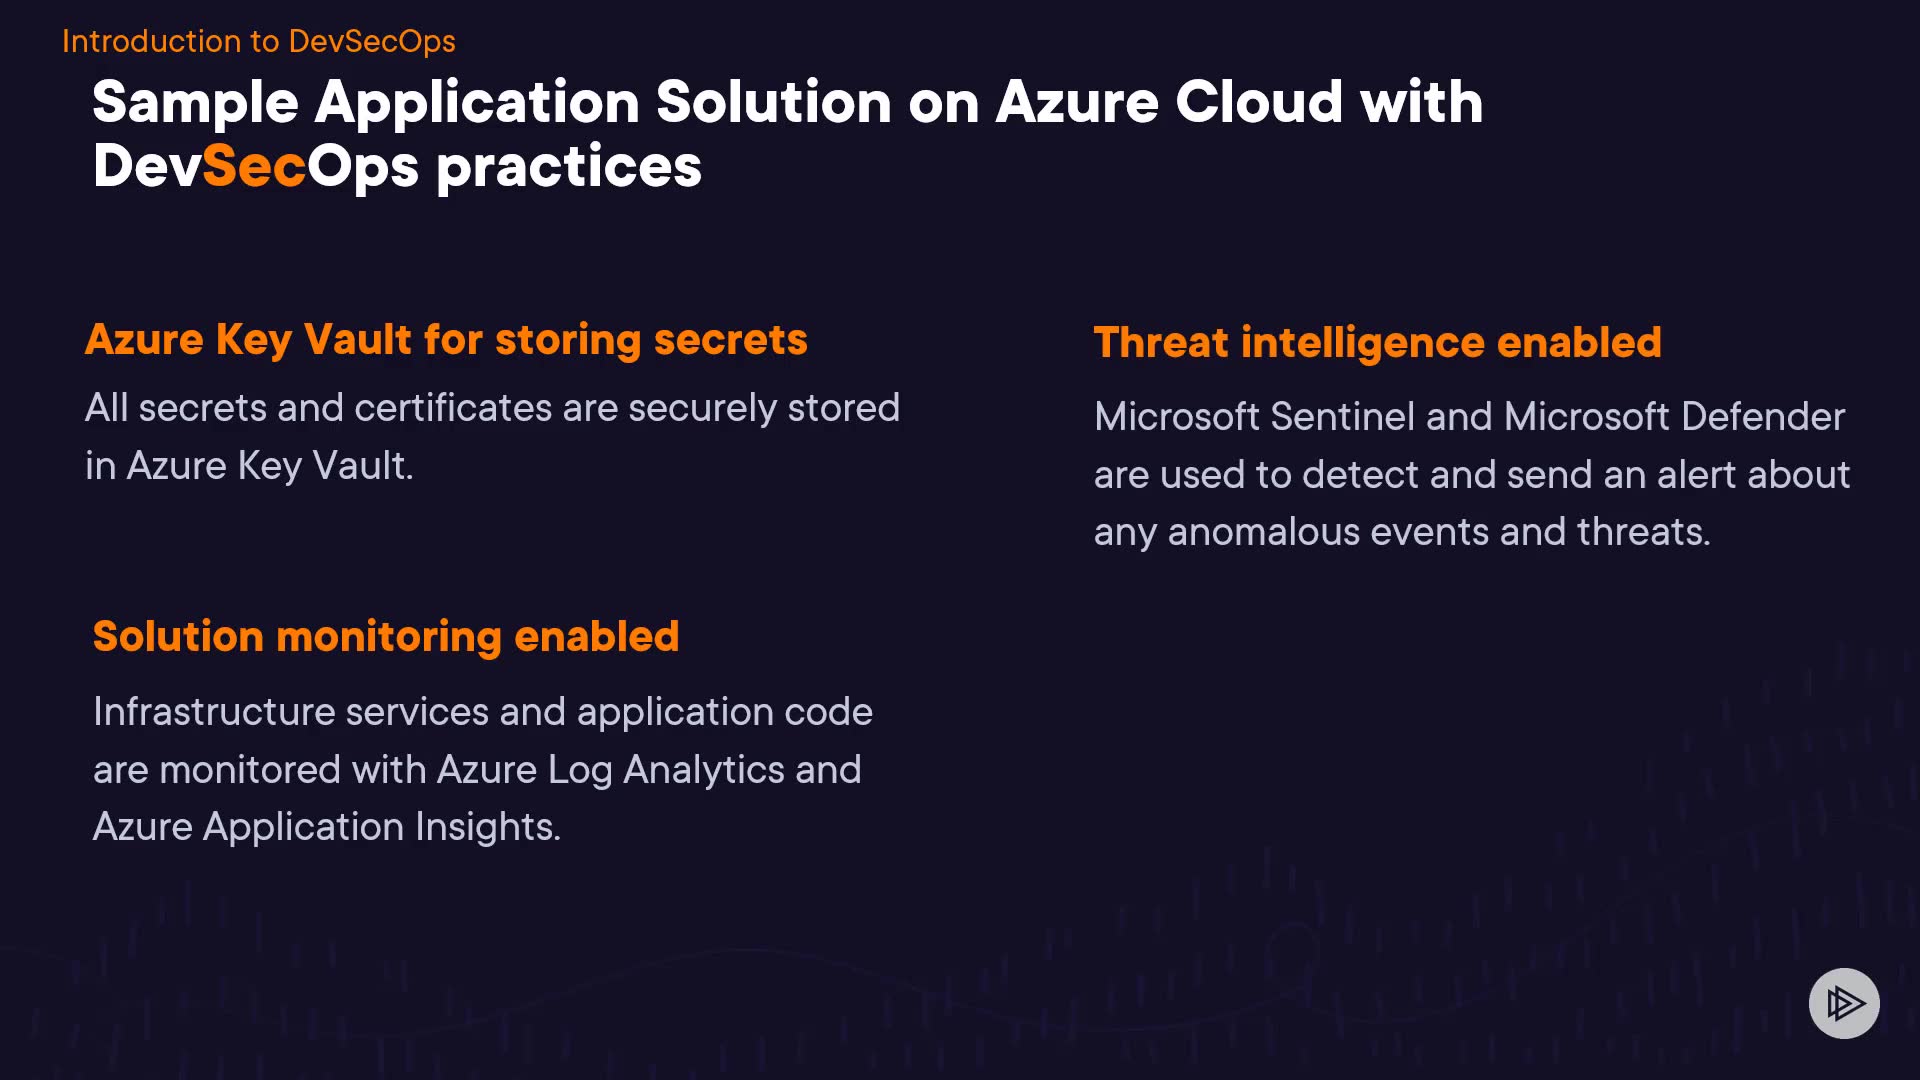 Introduction to DevSecOps
Sample Application Solution on Azure Cloud with
DevSecOps practices
Azure Key Vault for storing secrets
All secrets and certificates are securely stored
in Azure Key Vault.
Threat intelligence enabled
Microsoft Sentinel and Microsoft Defender
are used to detect and send an alert about
any anomalous events and threats.
Solution monitoring enabled
Infrastructure services and application code
are monitored with Azure Log Analytics and
Azure Application Insights.